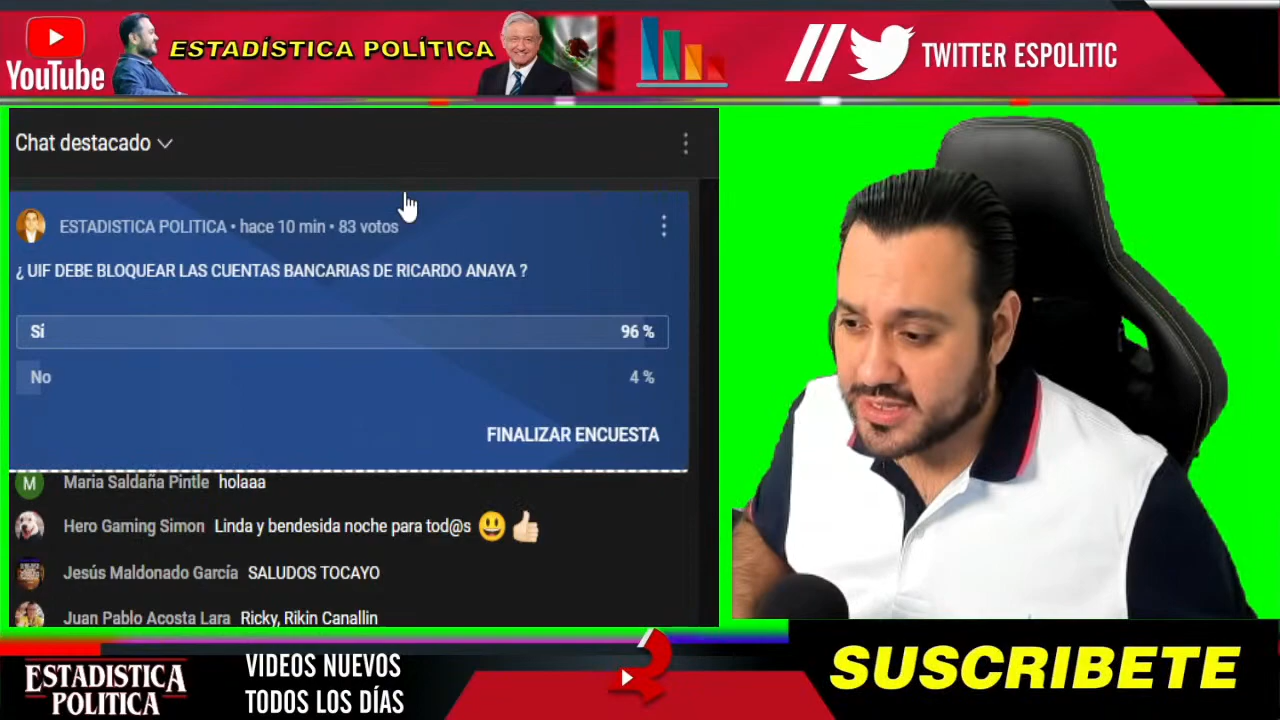 YouTube
ESTADÍSTICA POLÍTICA
TWITTER ESPOLITIC
Chat destacado
ESTADISTICA POLITICA • hace 10 min • 83 votos
¿ UIF DEBE BLOQUEAR LAS CUENTAS BANCARIAS DE RICARDO ANAYA ?
Sí 96 %
No 4 %
FINALIZAR ENCUESTA
M Maria Saldaña Pintle holaaa
Hero Gaming Simon Linda y bendesida noche para tod@s 😃 👍🏻
Jesús Maldonado García SALUDOS TOCAYO
Juan Pablo Acosta Lara Ricky, Rikin Canallin
ESTADISTICA
POLITICA
VIDEOS NUEVOS
TODOS LOS DÍAS
SUSCRIBETE